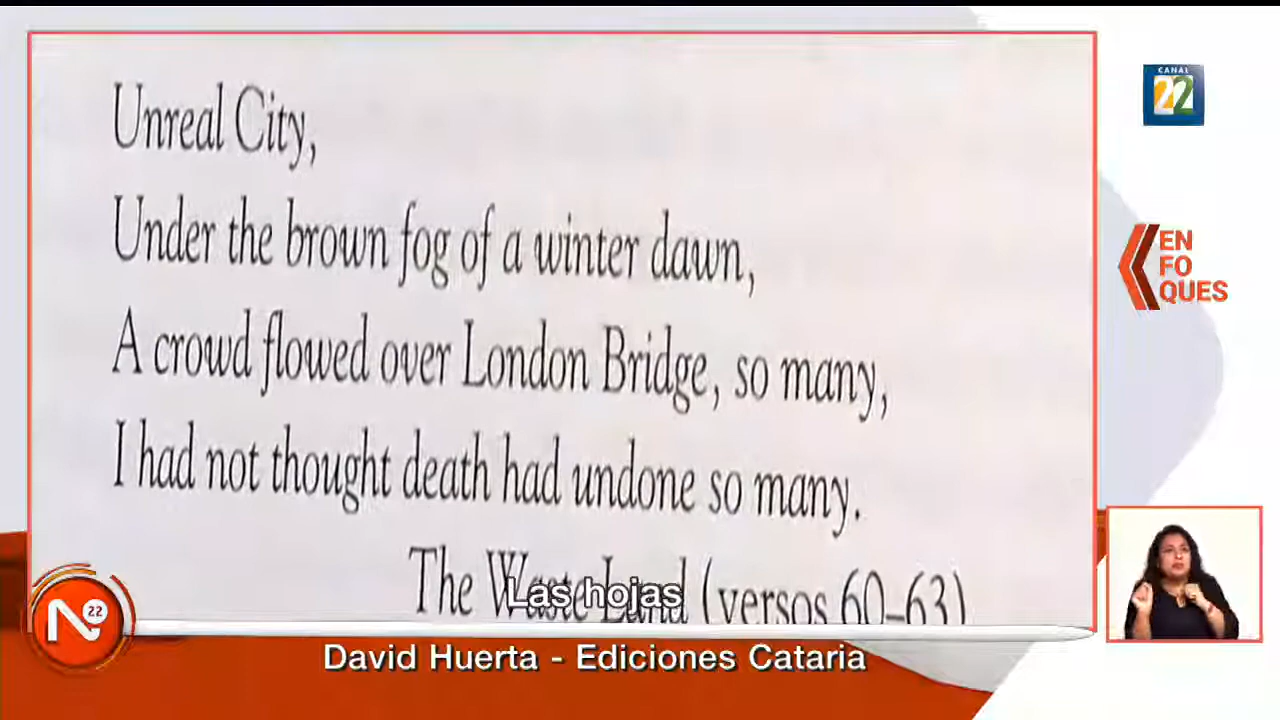 Unreal City,
Under the brown fog of a winter dawn,
A crowd flowed over London Bridge, so many,
I had not thought death had undone so many.
The Waste Land (versos 60-63)
Las hojas
David Huerta - Ediciones Cataria
CANAL
22
EN
FO
QUES
N 22